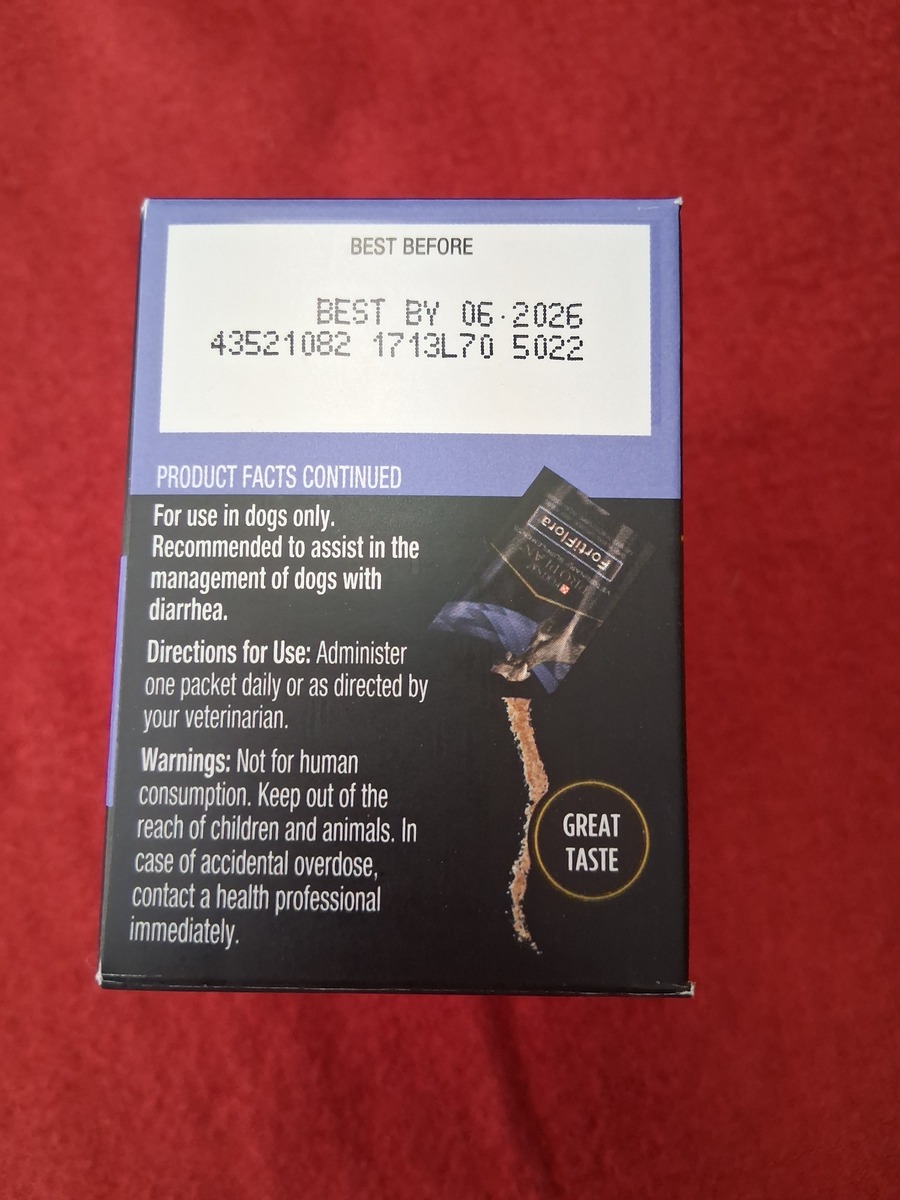 BEST BEFORE
BEST BY 06·2026
43521082 1713L70 5022
PRODUCT FACTS CONTINUED
For use in dogs only.
Recommended to assist in the
management of dogs with
diarrhea.
Directions for Use: Administer
one packet daily or as directed by
your veterinarian.
Warnings: Not for human
consumption. Keep out of the
reach of children and animals. In
case of accidental overdose,
contact a health professional
immediately.
FortiFlora
PRO PLAN
GREAT
TASTE